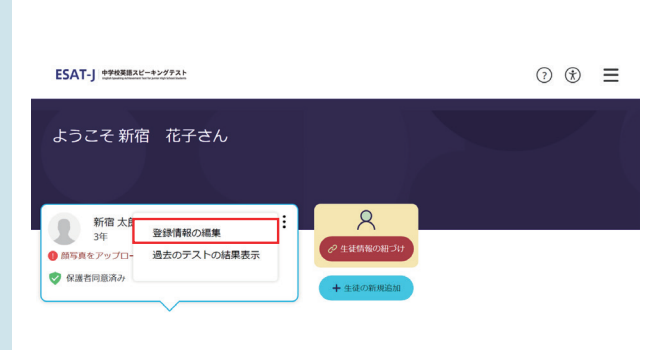 ESAT-J 中学校英語スピーキングテスト
ようこそ 新宿　花子さん
新宿 太郎
3年
登録情報の編集
過去のテストの結果表示
顔写真をアップロー
保護者同意済み
生徒情報の紐づけ
生徒の新規追加